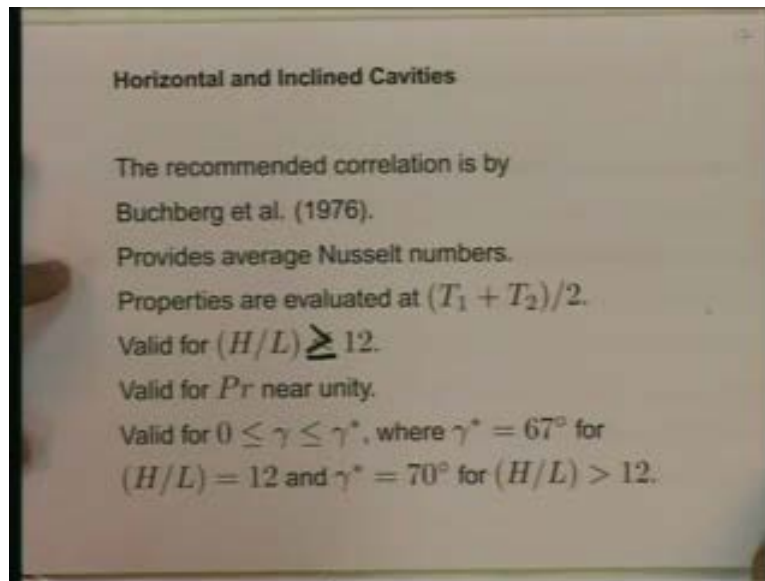 Horizontal and Inclined Cavities
The recommended correlation is by
Buchberg et al. (1976).
Provides average Nusselt numbers.
Properties are evaluated at (T₁ + T₂)/2.
Valid for (H/L) ≥ 12.
Valid for Pr near unity.
Valid for 0 ≤ γ ≤ γ*, where γ* = 67° for
(H/L) = 12 and γ* = 70° for (H/L) > 12.